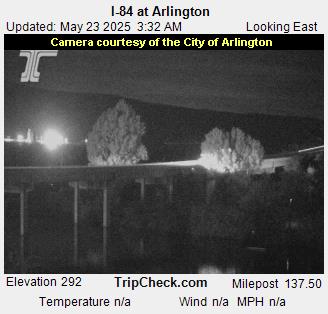 I-84 at Arlington
Updated: May 23 2025 3:32 AM Looking East
Camera courtesy of the City of Arlington
Elevation 292 TripCheck.com Milepost 137.50
Temperature n/a Wind n/a MPH n/a